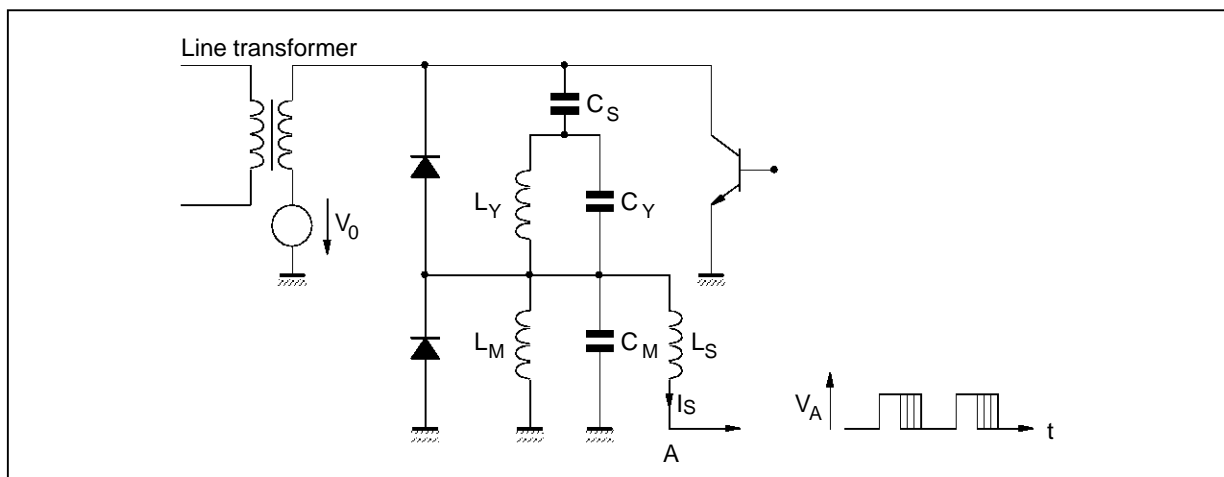 Line transformer
C_S
L_Y
C_Y
V_0
L_M
C_M
L_S
I_S
V_A
t
A